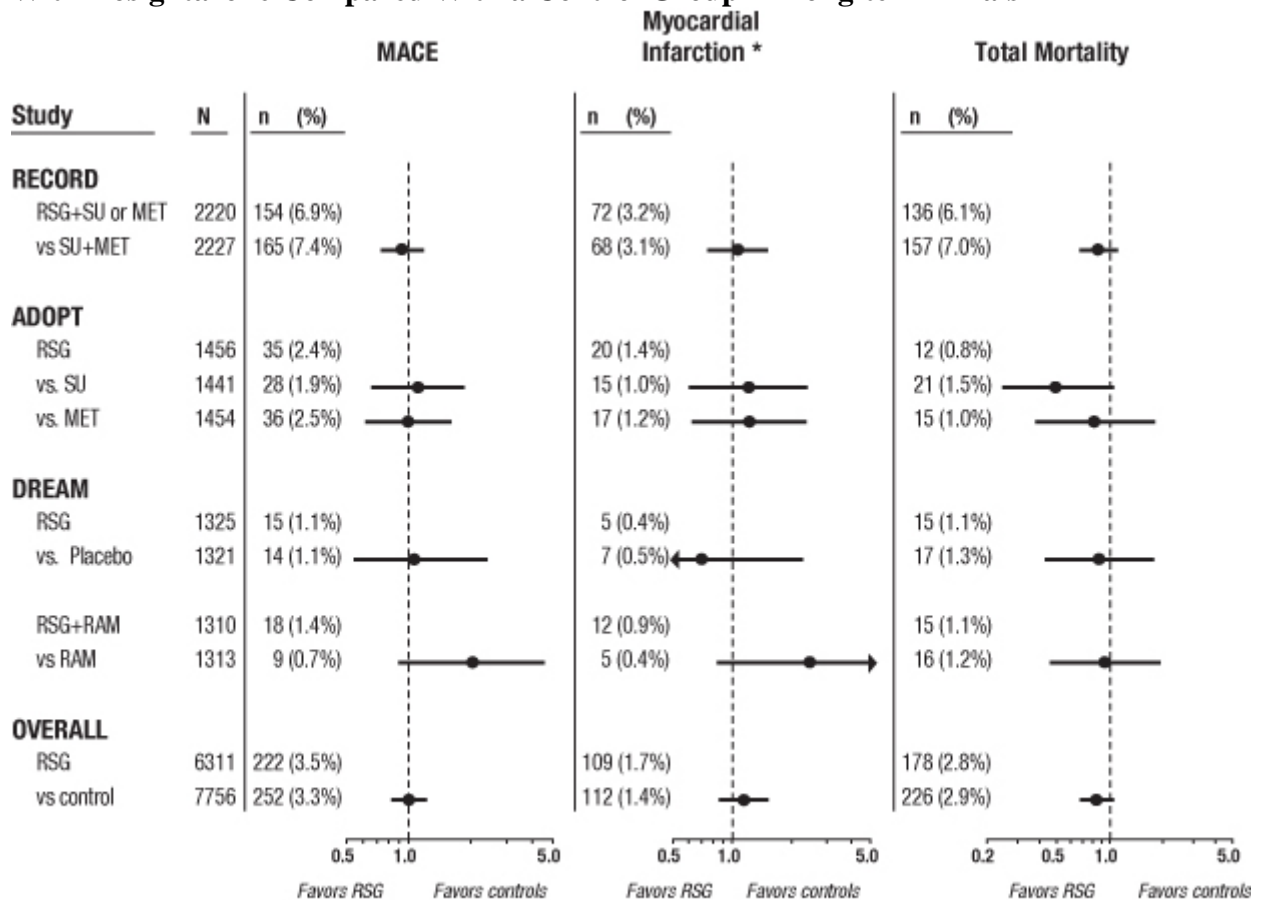 MACE
Myocardial
Infarction *
Total Mortality
Study N n (%) n (%) n (%)
RECORD
RSG+SU or MET 2220 154 (6.9%) 72 (3.2%) 136 (6.1%)
vs SU+MET 2227 165 (7.4%) 68 (3.1%) 157 (7.0%)
ADOPT
RSG 1456 35 (2.4%) 20 (1.4%) 12 (0.8%)
vs. SU 1441 28 (1.9%) 15 (1.0%) 21 (1.5%)
vs. MET 1454 36 (2.5%) 17 (1.2%) 15 (1.0%)
DREAM
RSG 1325 15 (1.1%) 5 (0.4%) 15 (1.1%)
vs. Placebo 1321 14 (1.1%) 7 (0.5%) 17 (1.3%)
RSG+RAM 1310 18 (1.4%) 12 (0.9%) 15 (1.1%)
vs RAM 1313 9 (0.7%) 5 (0.4%) 16 (1.2%)
OVERALL
RSG 6311 222 (3.5%) 109 (1.7%) 178 (2.8%)
vs control 7756 252 (3.3%) 112 (1.4%) 226 (2.9%)
0.5 1.0 5.0 0.5 1.0 5.0 0.2 0.5 1.0 5.0
Favors RSG Favors controls Favors RSG Favors controls Favors RSG Favors controls